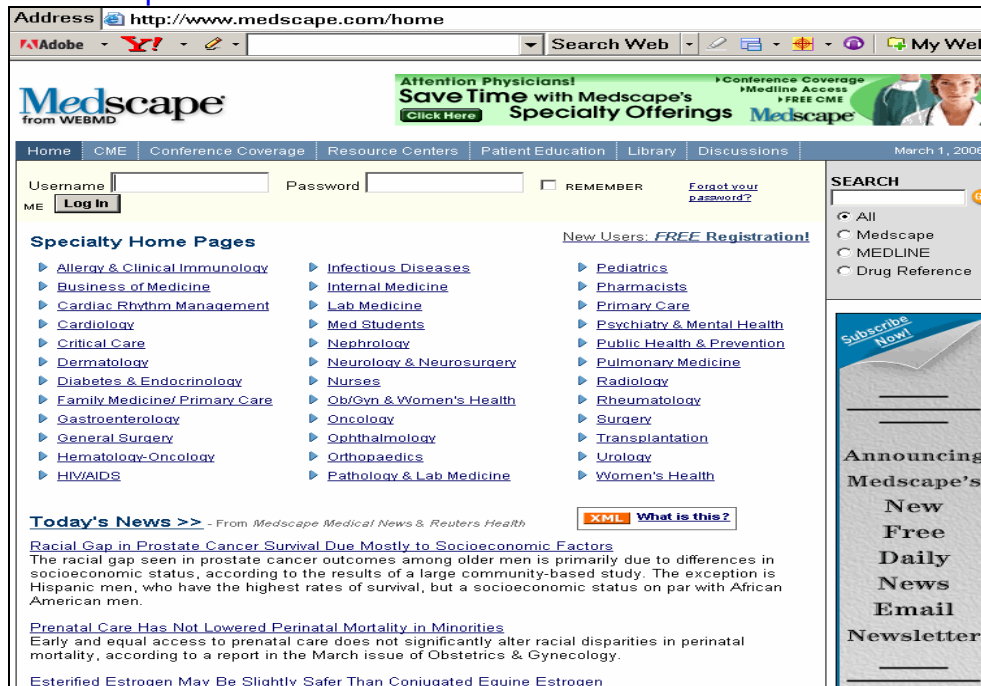 Address http://www.medscape.com/home
Adobe Y! Search Web My Wel
Medscape
from WEBMD
Attention Physicians!
Save Time with Medscape's
Click Here Specialty Offerings
Conference Coverage
Medline Access
FREE CME
Medscape
Home CME Conference Coverage Resource Centers Patient Education Library Discussions March 1, 2006
Username Password REMEMBER Forgot your
ME Log In password?
SEARCH
All
Medscape
MEDLINE
Drug Reference
Specialty Home Pages New Users: FREE Registration!
Allergy & Clinical Immunology
Business of Medicine
Cardiac Rhythm Management
Cardiology
Critical Care
Dermatology
Diabetes & Endocrinology
Family Medicine/ Primary Care
Gastroenterology
General Surgery
Hematology-Oncology
HIV/AIDS
Infectious Diseases
Internal Medicine
Lab Medicine
Med Students
Nephrology
Neurology & Neurosurgery
Nurses
Ob/Gyn & Women's Health
Oncology
Ophthalmology
Orthopaedics
Pathology & Lab Medicine
Pediatrics
Pharmacists
Primary Care
Psychiatry & Mental Health
Public Health & Prevention
Pulmonary Medicine
Radiology
Rheumatology
Surgery
Transplantation
Urology
Women's Health
Today's News >> - From Medscape Medical News & Reuters Health XML What is this?
Racial Gap in Prostate Cancer Survival Due Mostly to Socioeconomic Factors
The racial gap seen in prostate cancer outcomes among older men is primarily due to differences in
socioeconomic status, according to the results of a large community-based study. The exception is
Hispanic men, who have the highest rates of survival, but a socioeconomic status on par with African
American men.
Prenatal Care Has Not Lowered Perinatal Mortality in Minorities
Early and equal access to prenatal care does not significantly alter racial disparities in perinatal
mortality, according to a report in the March issue of Obstetrics & Gynecology.
Esterified Estrogen May Be Slightly Safer Than Conjugated Equine Estrogen
Subscribe
Now!
Announcing
Medscape's
New
Free
Daily
News
Email
Newsletter